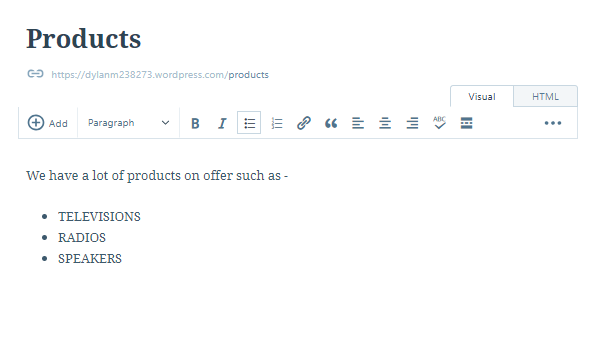 Products
https://dylanm238273.wordpress.com/products
Visual HTML
Add Paragraph B I ABC
We have a lot of products on offer such as -
• TELEVISIONS
• RADIOS
• SPEAKERS